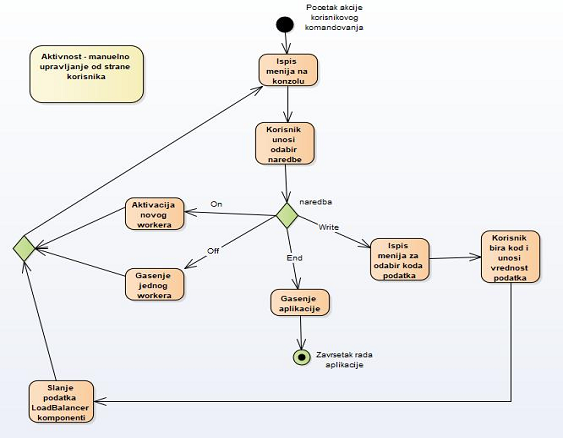 Pocetak akcije
korisnikovog
komandovanja
Aktivnost - manuelno
upravljanje od strane
korisnika
Ispis
menija na
konzolu
Korisnik
unosi
odabir
naredbe
naredba
On
Aktivacija
novog
workera
Write
Off
End
Ispis
menija za
odabir koda
podatka
Korisnik
bira kod i
unosi
vrednost
podatka
Gasenje
jednog
workera
Gasenje
aplikacije
Zavrsetak rada
aplikacije
Slanje
podatka
LoadBalancer
komponenti